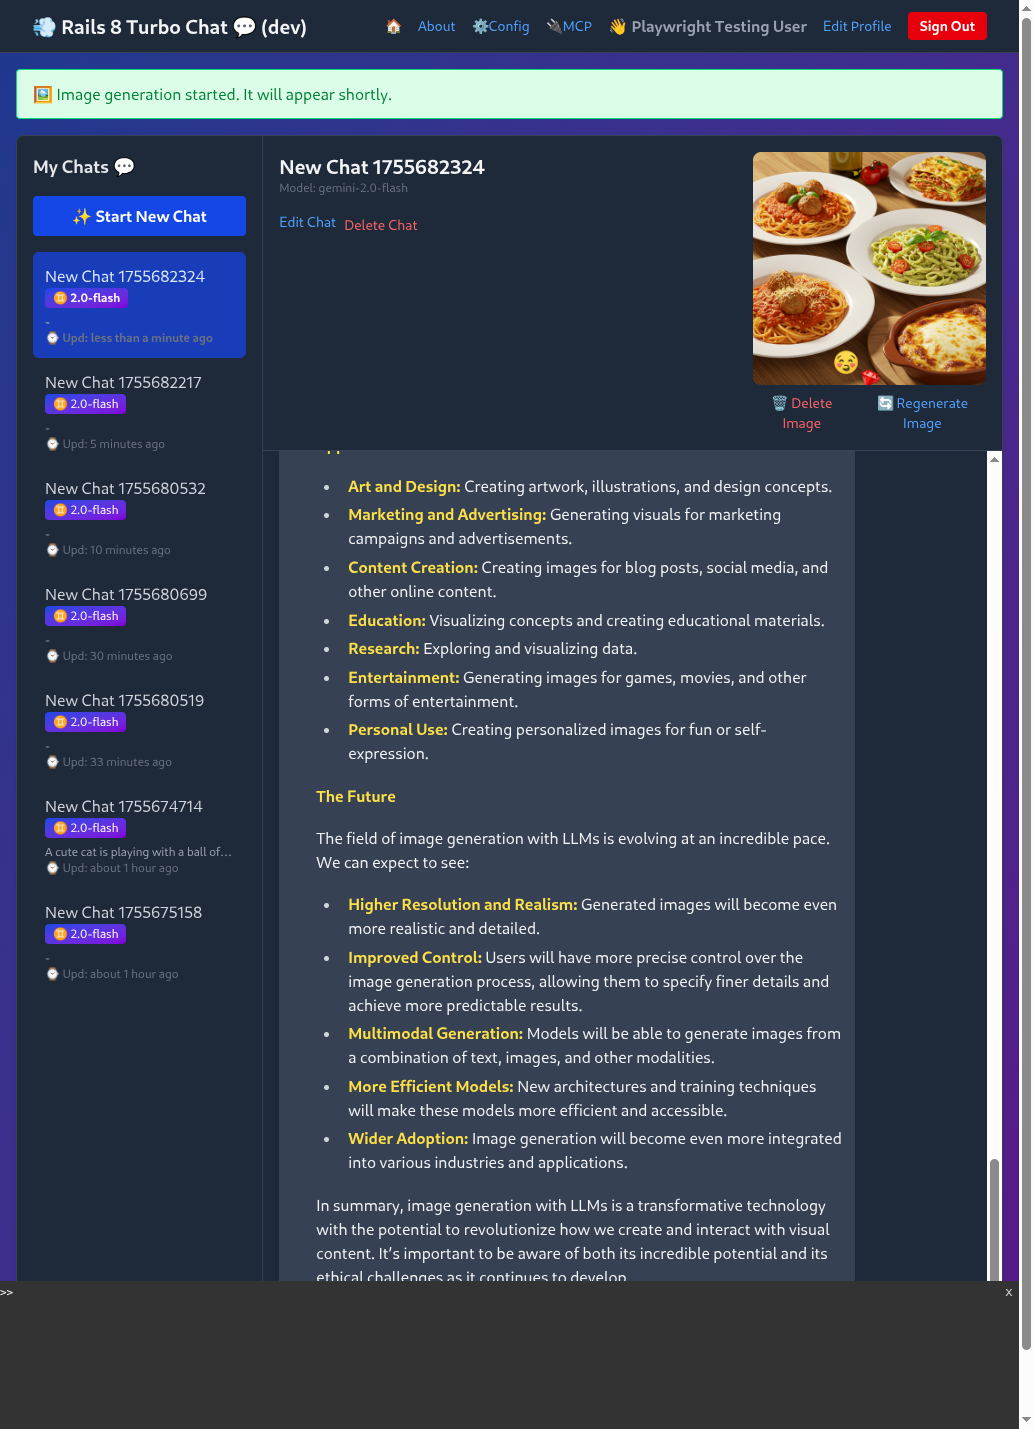 💨 Rails 8 Turbo Chat 💬 (dev)
🏠 About ⚙️Config 🔌MCP 👋 Playwright Testing User Edit Profile Sign Out
🖼️ Image generation started. It will appear shortly.
My Chats 💬
✨ Start New Chat
New Chat 1755682324
♊ 2.0-flash
-
⌚ Upd: less than a minute ago
New Chat 1755682217
♊ 2.0-flash
-
⌚ Upd: 5 minutes ago
New Chat 1755680532
♊ 2.0-flash
-
⌚ Upd: 10 minutes ago
New Chat 1755680699
♊ 2.0-flash
-
⌚ Upd: 30 minutes ago
New Chat 1755680519
♊ 2.0-flash
-
⌚ Upd: 33 minutes ago
New Chat 1755674714
♊ 2.0-flash
A cute cat is playing with a ball of...
⌚ Upd: about 1 hour ago
New Chat 1755675158
♊ 2.0-flash
-
⌚ Upd: about 1 hour ago
New Chat 1755682324
Model: gemini-2.0-flash
Edit Chat Delete Chat
🗑️ Delete
Image
🔄 Regenerate
Image
• Art and Design: Creating artwork, illustrations, and design concepts.
• Marketing and Advertising: Generating visuals for marketing
campaigns and advertisements.
• Content Creation: Creating images for blog posts, social media, and
other online content.
• Education: Visualizing concepts and creating educational materials.
• Research: Exploring and visualizing data.
• Entertainment: Generating images for games, movies, and other
forms of entertainment.
• Personal Use: Creating personalized images for fun or self-
expression.
The Future
The field of image generation with LLMs is evolving at an incredible pace.
We can expect to see:
• Higher Resolution and Realism: Generated images will become even
more realistic and detailed.
• Improved Control: Users will have more precise control over the
image generation process, allowing them to specify finer details and
achieve more predictable results.
• Multimodal Generation: Models will be able to generate images from
a combination of text, images, and other modalities.
• More Efficient Models: New architectures and training techniques
will make these models more efficient and accessible.
• Wider Adoption: Image generation will become even more integrated
into various industries and applications.
In summary, image generation with LLMs is a transformative technology
with the potential to revolutionize how we create and interact with visual
content. It's important to be aware of both its incredible potential and its
ethical challenges as it continues to develop.
>> x